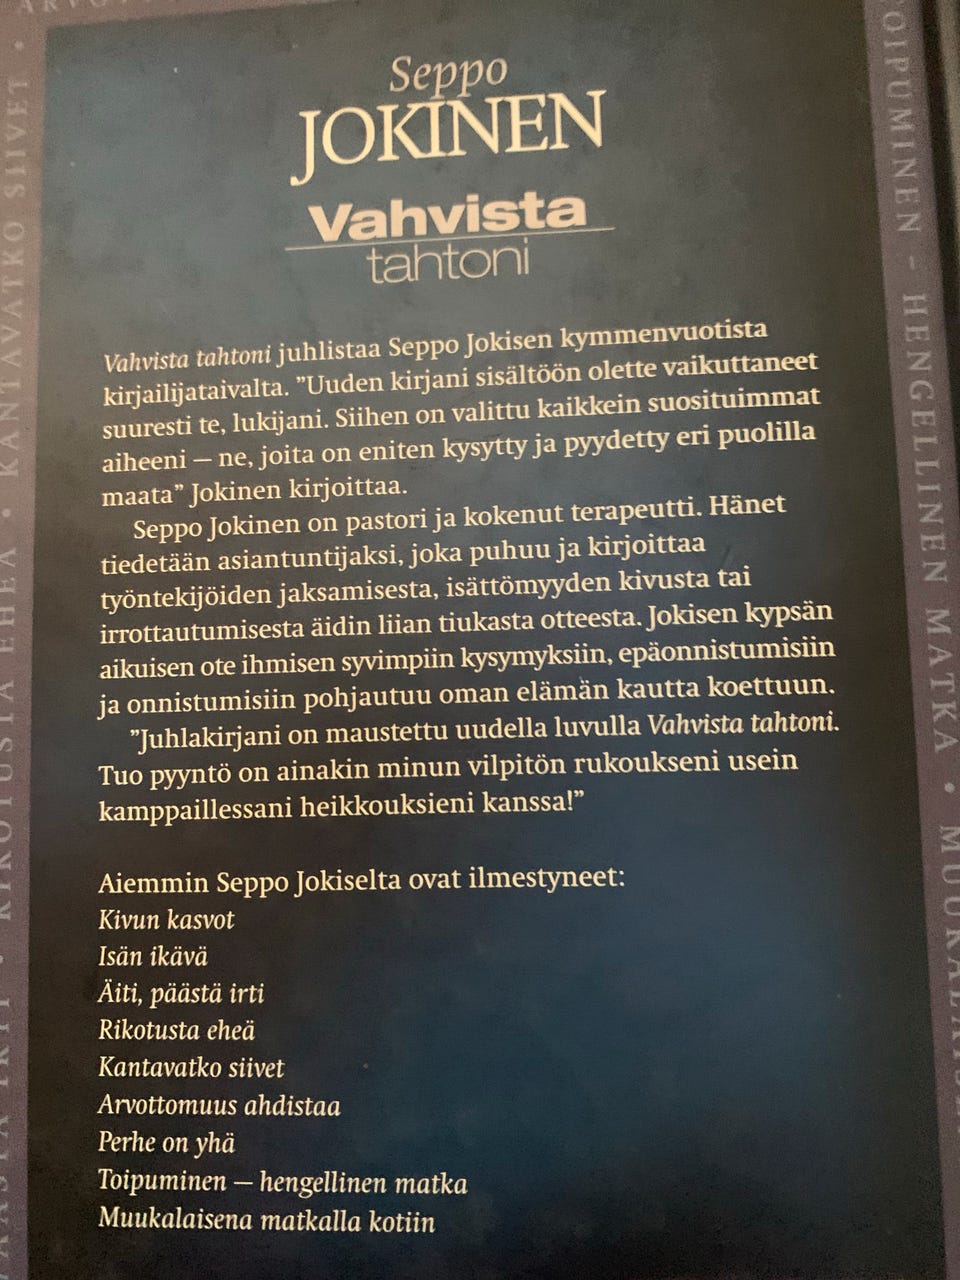 Seppo
JOKINEN
Vahvista
tahtoni
Vahvista tahtoni juhlistaa Seppo Jokisen kymmenvuotista
kirjailijataivalta. ”Uuden kirjani sisältöön olette vaikuttaneet
suuresti te, lukijani. Siihen on valittu kaikkein suosituimmat
aiheeni — ne, joita on eniten kysytty ja pyydetty eri puolilla
maata” Jokinen kirjoittaa.
Seppo Jokinen on pastori ja kokenut terapeutti. Hänet
tiedetään asiantuntijaksi, joka puhuu ja kirjoittaa
työntekijöiden jaksamisesta, isättömyyden kivusta tai
irrottautumisesta äidin liian tiukasta otteesta. Jokisen kypsän
aikuisen ote ihmisen syvimpiin kysymyksiin, epäonnistumisiin
ja onnistumisiin pohjautuu oman elämän kautta koettuun.
”Juhlakirjani on maustettu uudella luvulla Vahvista tahtoni.
Tuo pyyntö on ainakin minun vilpitön rukoukseni usein
kamppaillessani heikkouksieni kanssa!”
Aiemmin Seppo Jokiselta ovat ilmestyneet:
Kivun kasvot
Isän ikävä
Äiti, päästä irti
Rikotusta eheä
Kantavatko siivet
Arvottomuus ahdistaa
Perhe on yhä
Toipuminen — hengellinen matka
Muukalaisena matkalla kotiin
IRTI • RIKOTUSTA EHEÄ • KANTAVATKO SIIVET •
OIPUMINEN - HENGELLINEN MATKA •